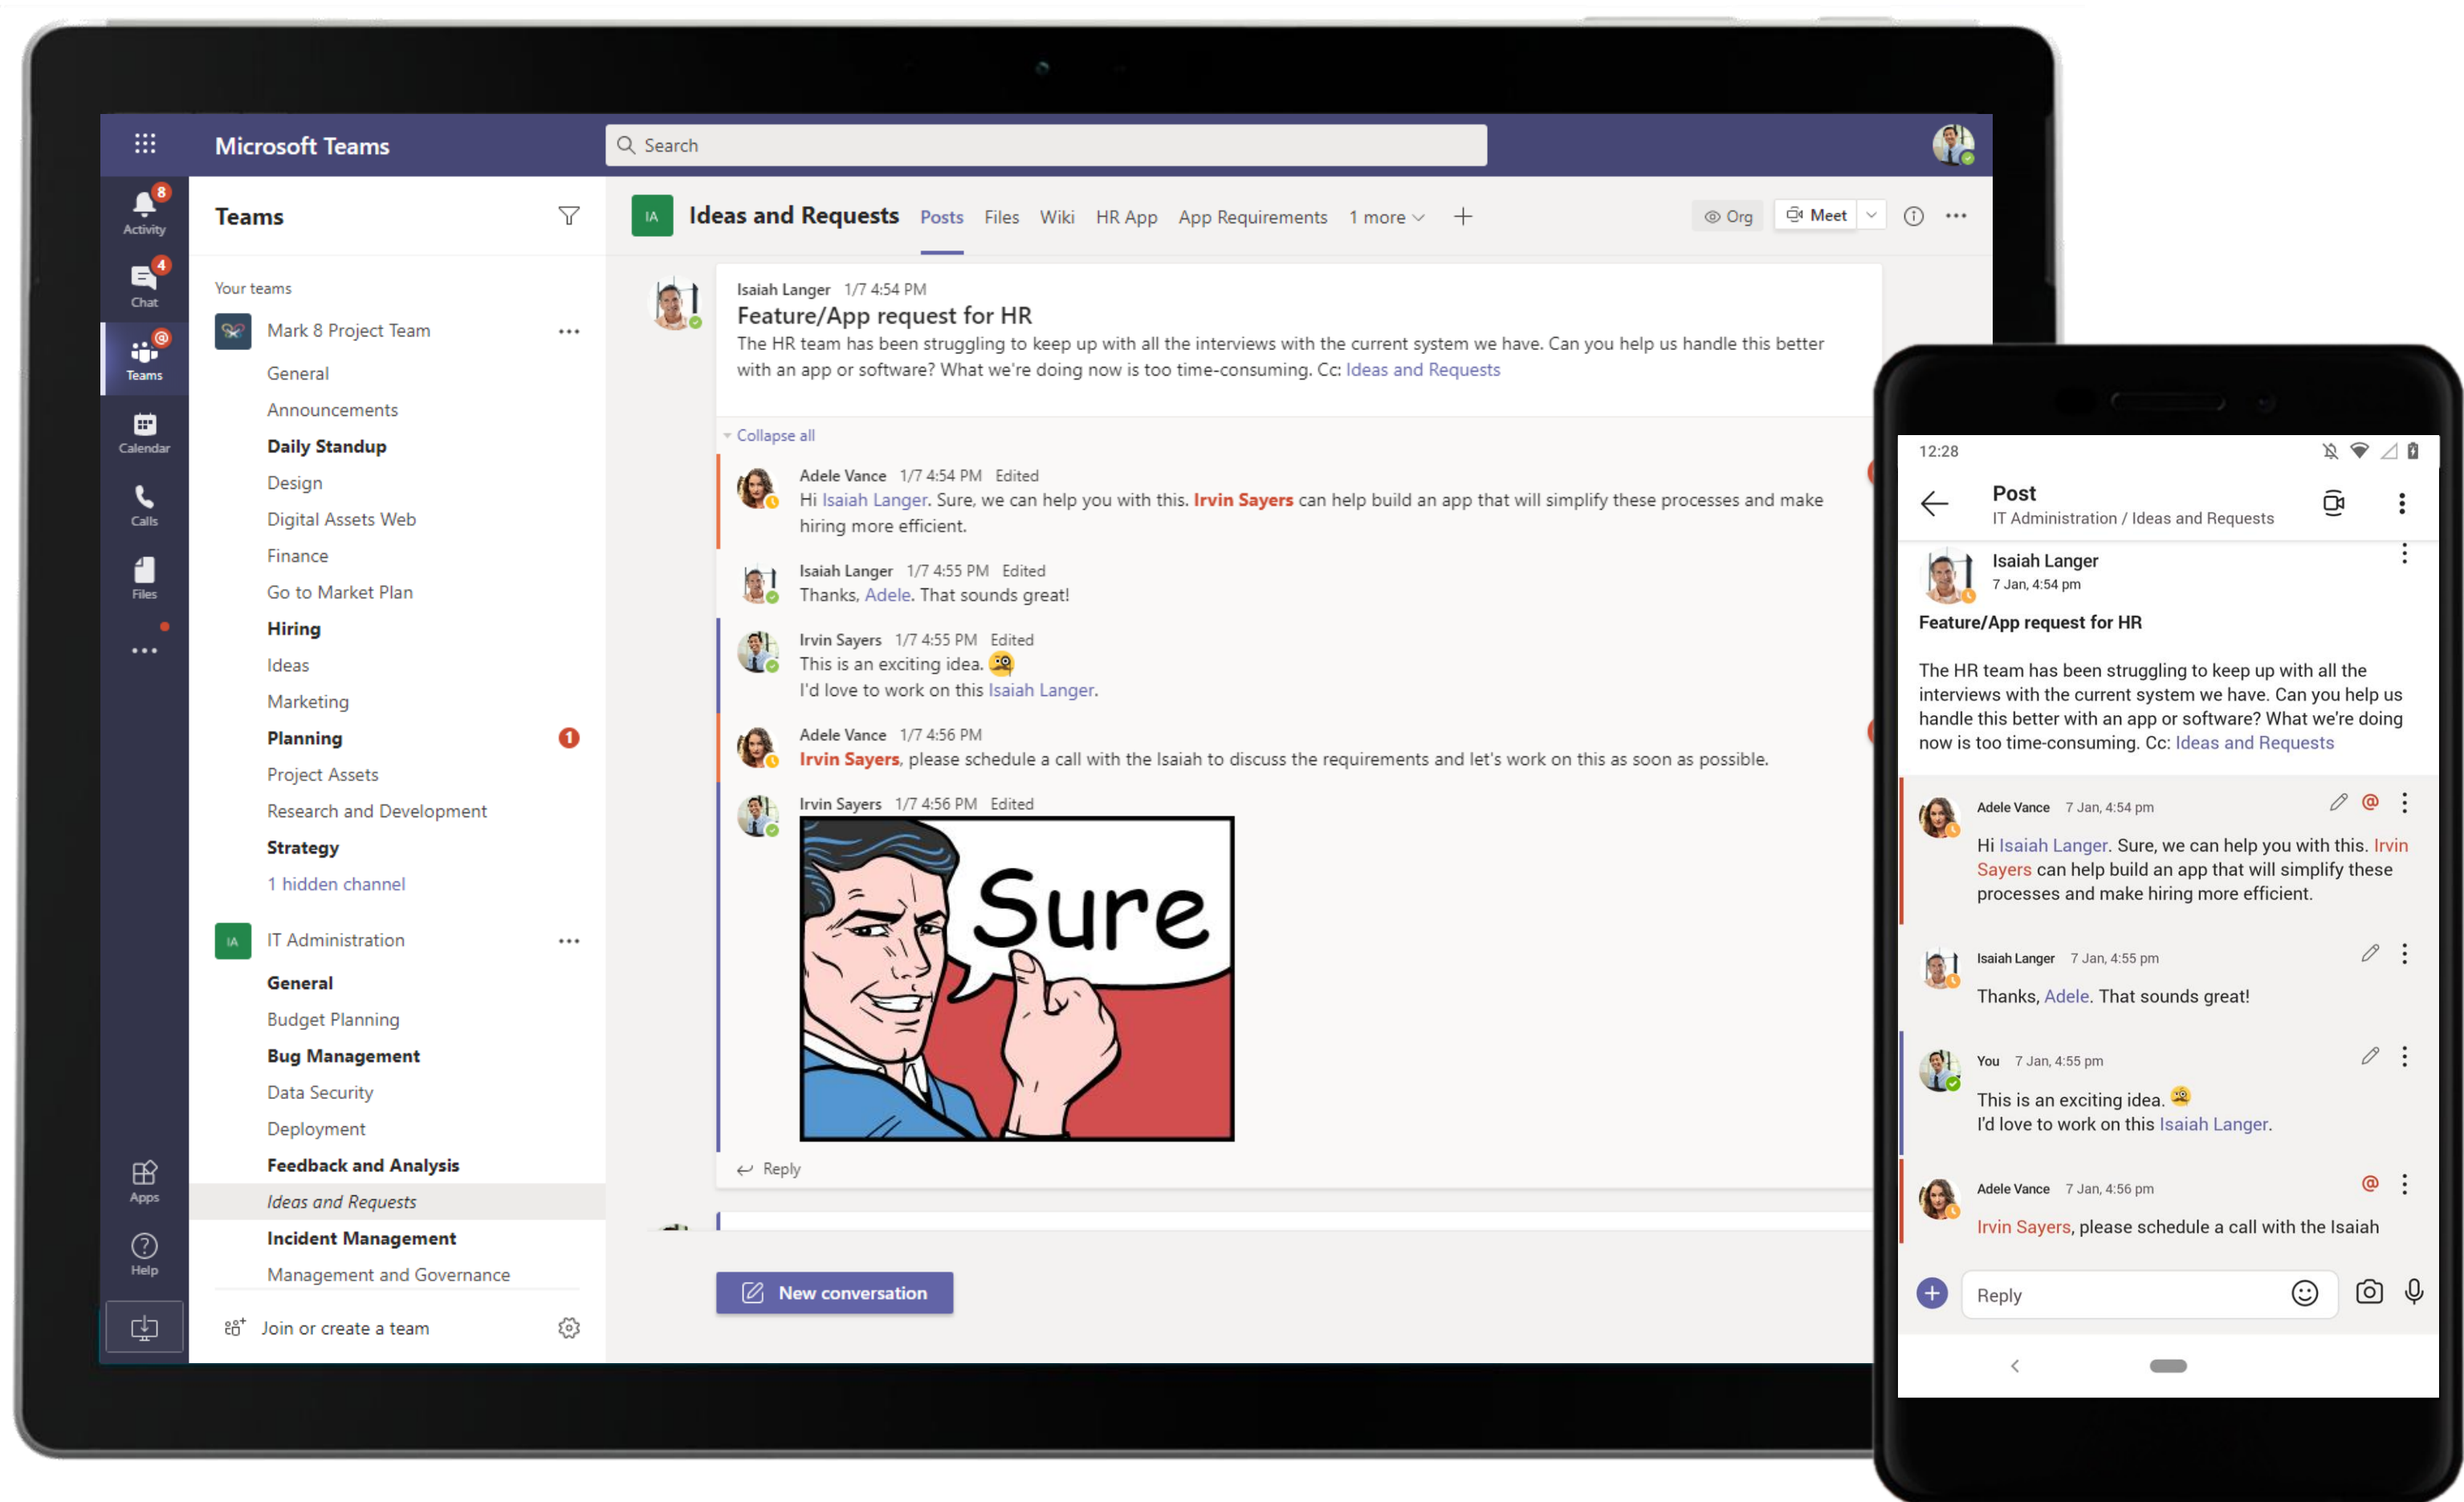 Microsoft Teams
Search
8
Activity
4
Chat
@
Teams
Calendar
Calls
Files
Apps
Help
Teams
Your teams
Mark 8 Project Team
General
Announcements
Daily Standup
Design
Digital Assets Web
Finance
Go to Market Plan
Hiring
Ideas
Marketing
Planning
1
Project Assets
Research and Development
Strategy
1 hidden channel
IA
IT Administration
General
Budget Planning
Bug Management
Data Security
Deployment
Feedback and Analysis
Ideas and Requests
Incident Management
Management and Governance
Join or create a team
IA
Ideas and Requests
Posts
Files
Wiki
HR App
App Requirements
1 more
Org
Meet
Isaiah Langer 1/7 4:54 PM
Feature/App request for HR
The HR team has been struggling to keep up with all the interviews with the current system we have. Can you help us handle this better
with an app or software? What we're doing now is too time-consuming. Cc: Ideas and Requests
Collapse all
Adele Vance 1/7 4:54 PM Edited
Hi Isaiah Langer. Sure, we can help you with this. Irvin Sayers can help build an app that will simplify these processes and make
hiring more efficient.
Isaiah Langer 1/7 4:55 PM Edited
Thanks, Adele. That sounds great!
Irvin Sayers 1/7 4:55 PM Edited
This is an exciting idea.
I'd love to work on this Isaiah Langer.
Adele Vance 1/7 4:56 PM
Irvin Sayers, please schedule a call with the Isaiah to discuss the requirements and let's work on this as soon as possible.
Irvin Sayers 1/7 4:56 PM Edited
Sure
Reply
New conversation
12:28
Post
IT Administration / Ideas and Requests
Isaiah Langer
7 Jan, 4:54 pm
Feature/App request for HR
The HR team has been struggling to keep up with all the
interviews with the current system we have. Can you help us
handle this better with an app or software? What we're doing
now is too time-consuming. Cc: Ideas and Requests
Adele Vance 7 Jan, 4:54 pm @
Hi Isaiah Langer. Sure, we can help you with this. Irvin
Sayers can help build an app that will simplify these
processes and make hiring more efficient.
Isaiah Langer 7 Jan, 4:55 pm
Thanks, Adele. That sounds great!
You 7 Jan, 4:55 pm
This is an exciting idea.
I'd love to work on this Isaiah Langer.
Adele Vance 7 Jan, 4:56 pm @
Irvin Sayers, please schedule a call with the Isaiah
Reply